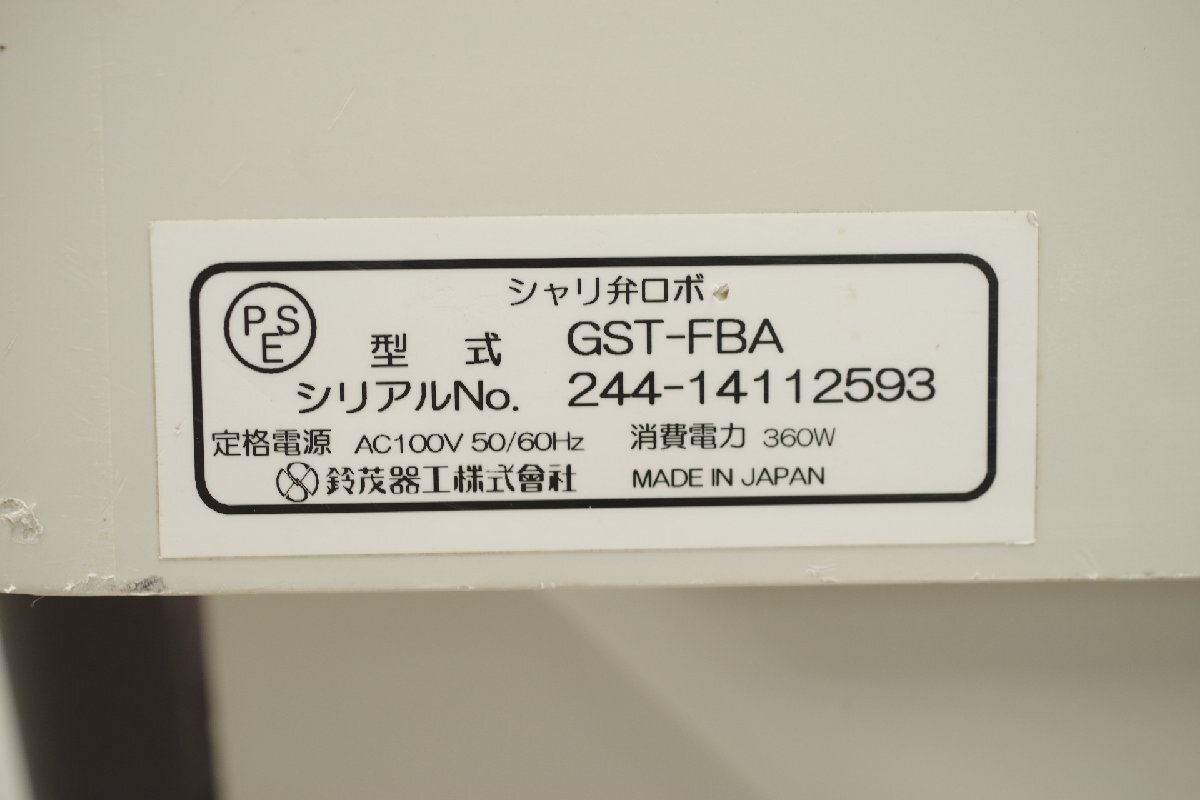 シャリ弁ロボ
PSE
型 式 GST-FBA
シリアルNo. 244-14112593
定格電源 AC100V 50/60Hz 消費電力 360W
鈴茂器工株式會社 MADE IN JAPAN